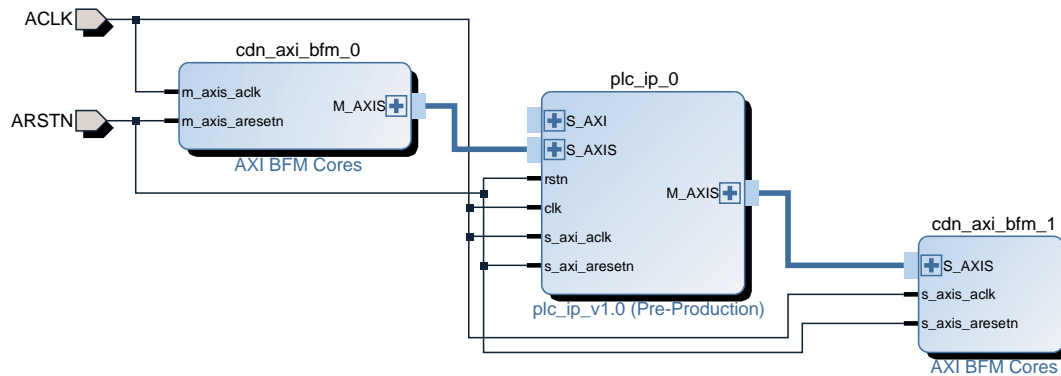 ACLK
ARSTN
cdn_axi_bfm_0
m_axis_aclk
m_axis_aresetn
M_AXIS
AXI BFM Cores
plc_ip_0
S_AXI
S_AXIS
rstn
clk
s_axi_aclk
s_axi_aresetn
M_AXIS
plc_ip_v1.0 (Pre-Production)
cdn_axi_bfm_1
S_AXIS
s_axis_aclk
s_axis_aresetn
AXI BFM Cores